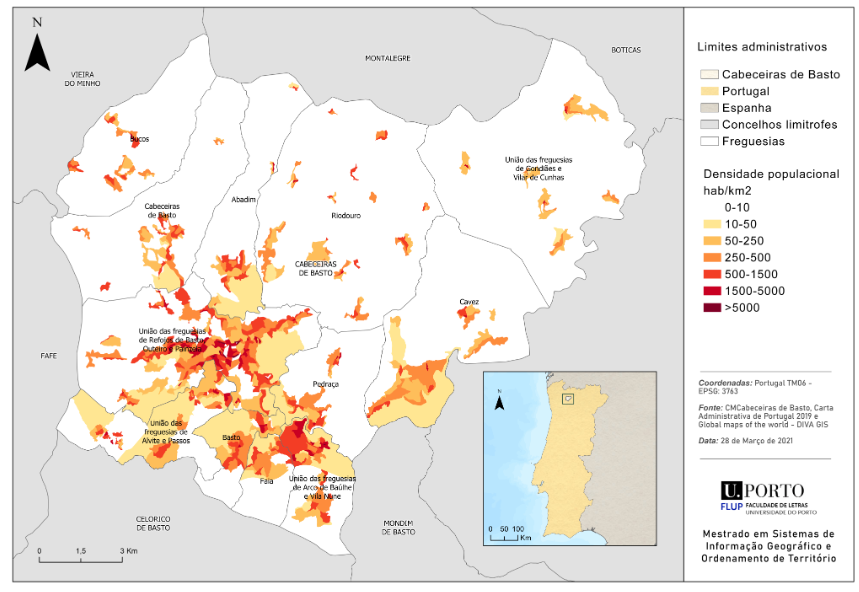 N
VIEIRA
DO MINHO
MONTALEGRE
BOTICAS
Bucos
União das freguesias
de Gondiães e
Vilar de Cunhas
Cabeceiras
de Basto
Abadim
Riodouro
CABECEIRAS
DE BASTO
Cavez
União das freguesias
de Refojos de Basto,
Outeiro e Painzela
FAFE
Pedraça
União das
freguesias de
Alvite e Passos
Basto
Faia
União das freguesias
de Arco de Baúlhe
e Vila Nune
CELORICO
DE BASTO
MONDIM
DE BASTO
0 1,5 3 Km
N
0 50 100
Km
Limites administrativos
Cabeceiras de Basto
Portugal
Espanha
Concelhos limitrofes
Freguesias
Densidade populacional
hab/km2
0-10
10-50
50-250
250-500
500-1500
1500-5000
>5000
Coordenadas: Portugal TM06 -
EPSG: 3763
Fonte: CMCabeceiras de Basto, Carta
Administrativa de Portugal 2019 e
Global maps of the world - DIVA GIS
Data: 28 de Março de 2021
U. PORTO
FLUP FACULDADE DE LETRAS
UNIVERSIDADE DO PORTO
Mestrado em Sistemas de
Informação Geográfico e
Ordenamento de Território